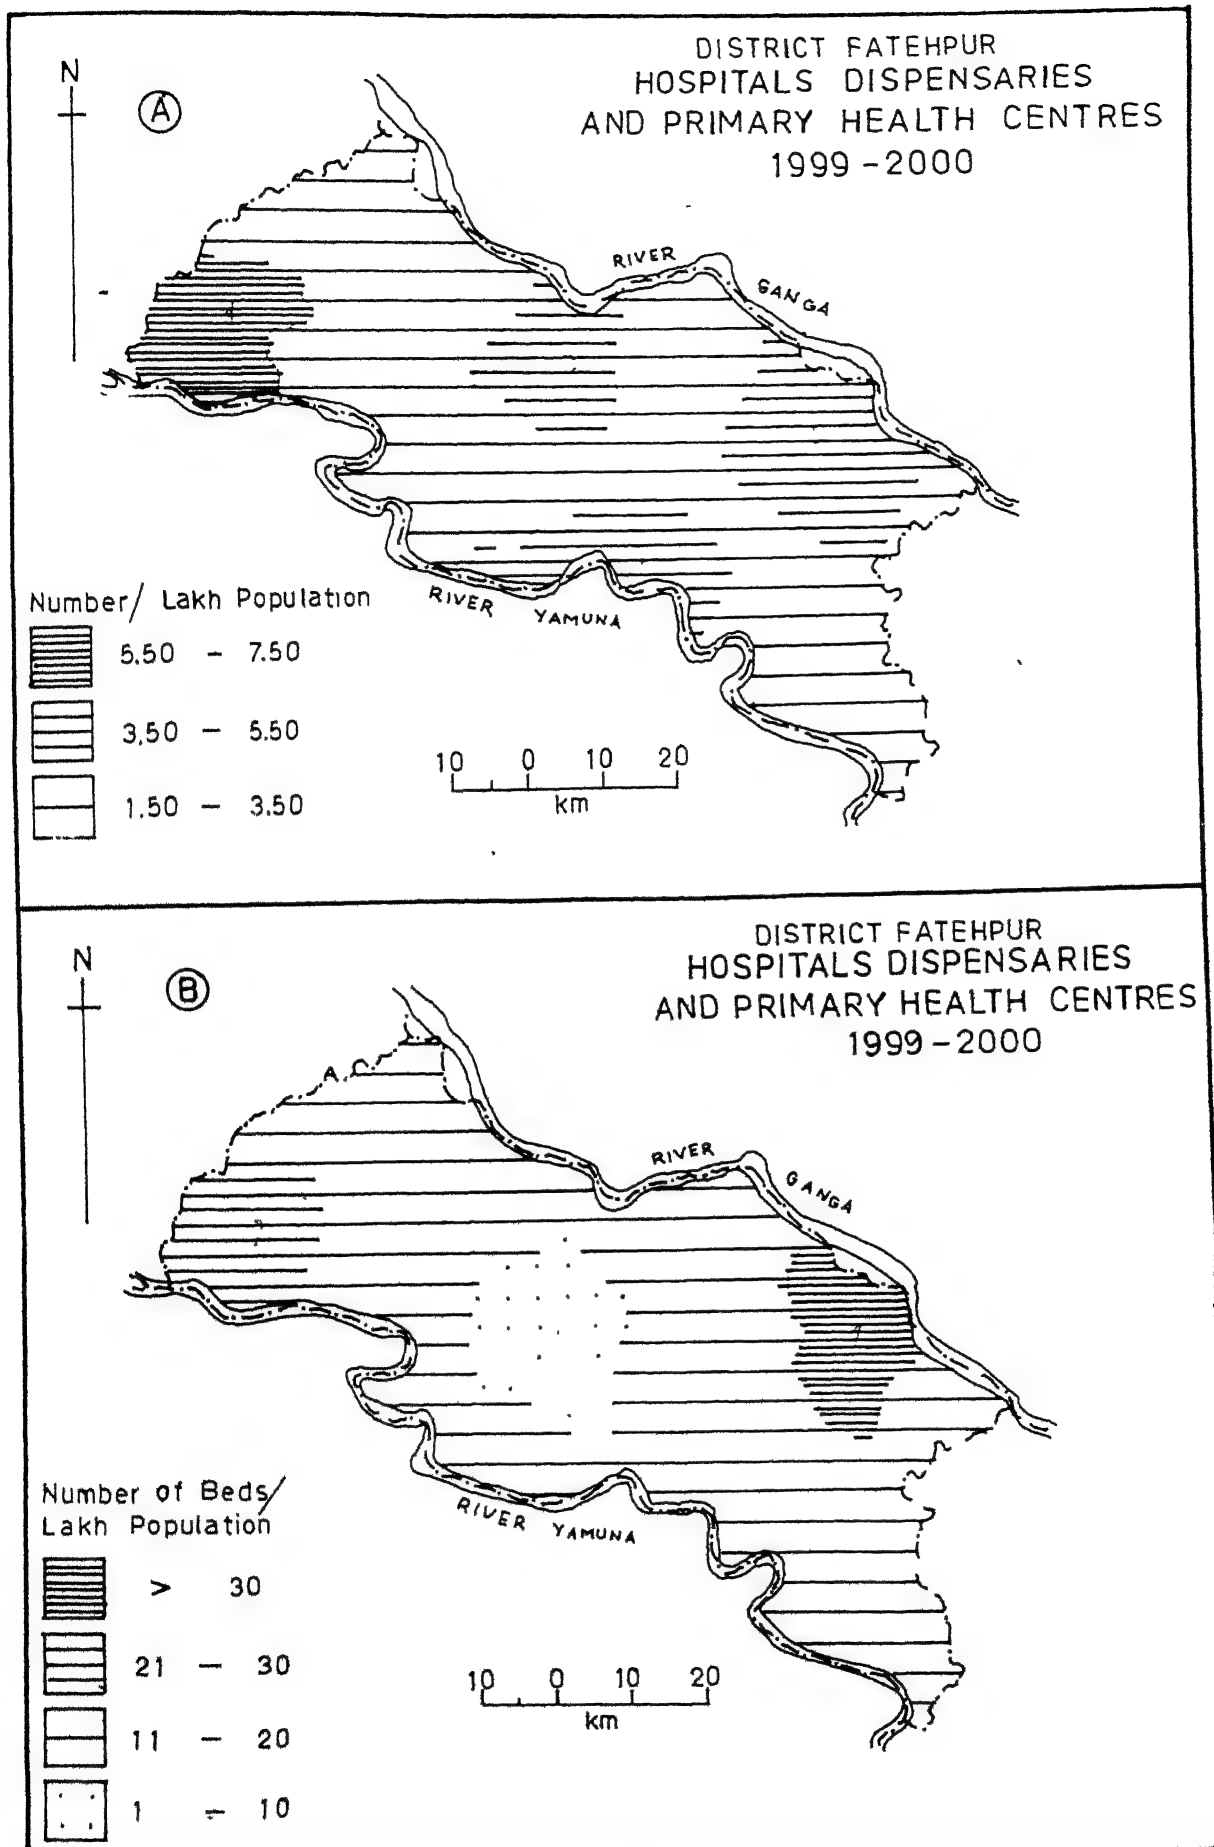 N
A
DISTRICT FATEHPUR
HOSPITALS DISPENSARIES
AND PRIMARY HEALTH CENTRES
1999-2000
RIVER GANGA
RIVER YAMUNA
Number/ Lakh Population
5.50 - 7.50
3.50 - 5.50
1.50 - 3.50
10 0 10 20
km
N
B
DISTRICT FATEHPUR
HOSPITALS DISPENSARIES
AND PRIMARY HEALTH CENTRES
1999-2000
RIVER GANGA
RIVER YAMUNA
Number of Beds/
Lakh Population
> 30
21 - 30
11 - 20
1 - 10
10 0 10 20
km